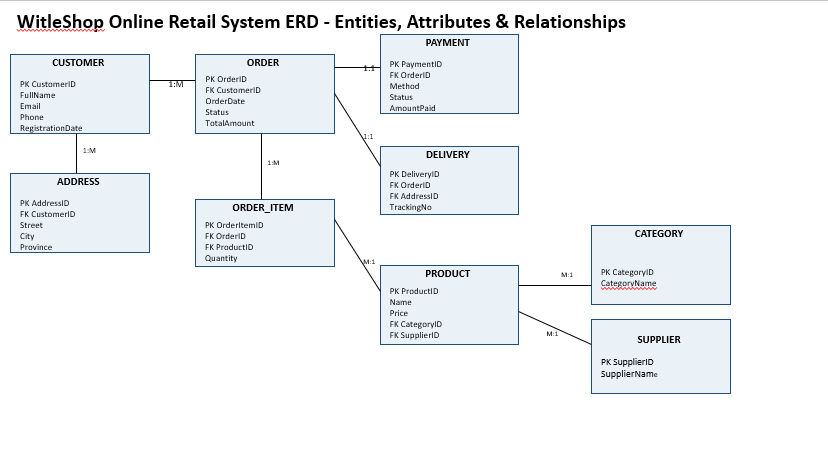 WitleShop Online Retail System ERD - Entities, Attributes & Relationships
CUSTOMER
PK CustomerID
FullName
Email
Phone
RegistrationDate
1:M
ORDER
PK OrderID
FK CustomerID
OrderDate
Status
TotalAmount
1:1
PAYMENT
PK PaymentID
FK OrderID
Method
Status
AmountPaid
1:1
DELIVERY
PK DeliveryID
FK OrderID
FK AddressID
TrackingNo
1:M
ADDRESS
PK AddressID
FK CustomerID
Street
City
Province
1:M
ORDER_ITEM
PK OrderItemID
FK OrderID
FK ProductID
Quantity
M:1
PRODUCT
PK ProductID
Name
Price
FK CategoryID
FK SupplierID
M:1
CATEGORY
PK CategoryID
CategoryName
M:1
SUPPLIER
PK SupplierID
SupplierName